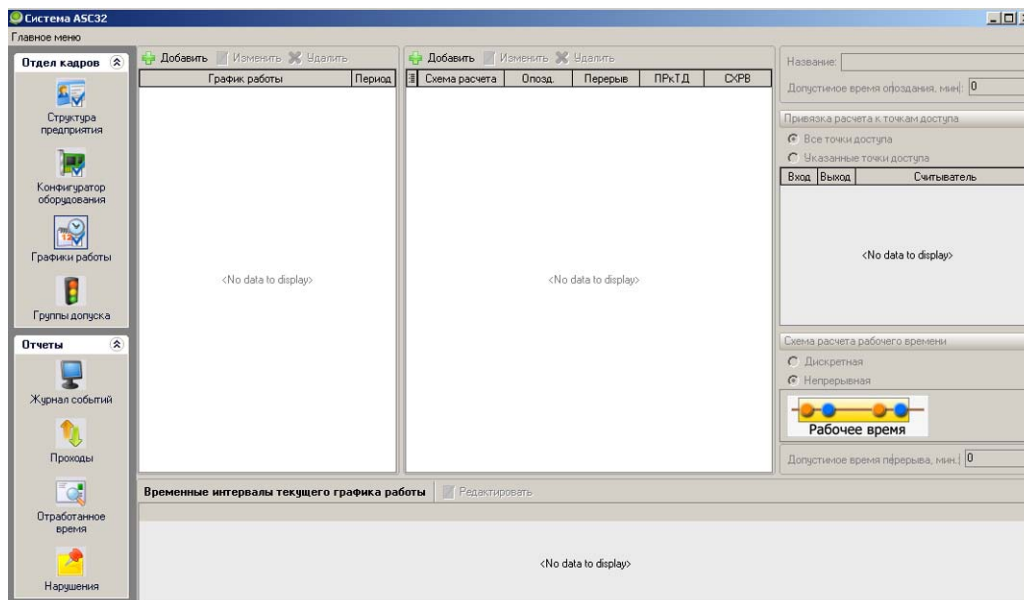 Система ASC32
Главное меню
Отдел кадров
Структура
предприятия
Конфигуратор
оборудования
Графики работы
Группы допуска
Отчеты
Журнал событий
Проходы
Отработанное
время
Нарушения
Добавить Изменить Удалить
График работы Период
<No data to display>
Добавить Изменить Удалить
Схема расчета Опозд. Перерыв ПРкТД СХРВ
<No data to display>
Название:
Допустимое время опоздания, мин.: 0
Привязка расчета к точкам доступа
Все точки доступа
Указанные точки доступа
Вход Выход Считыватель
<No data to display>
Схема расчета рабочего времени
Дискретная
Непрерывная
Рабочее время
Допустимое время перерыва, мин. 0
Временные интервалы текущего графика работы Редактировать
<No data to display>